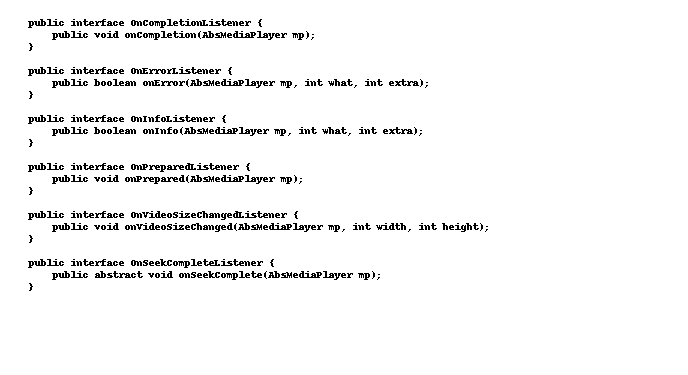 public interface OnCompletionListener {
    public void onCompletion(AbsMediaPlayer mp);
}

public interface OnErrorListener {
    public boolean onError(AbsMediaPlayer mp, int what, int extra);
}

public interface OnInfoListener {
    public boolean onInfo(AbsMediaPlayer mp, int what, int extra);
}

public interface OnPreparedListener {
    public void onPrepared(AbsMediaPlayer mp);
}

public interface OnVideoSizeChangedListener {
    public void onVideoSizeChanged(AbsMediaPlayer mp, int width, int height);
}

public interface OnSeekCompleteListener {
    public abstract void onSeekComplete(AbsMediaPlayer mp);
}